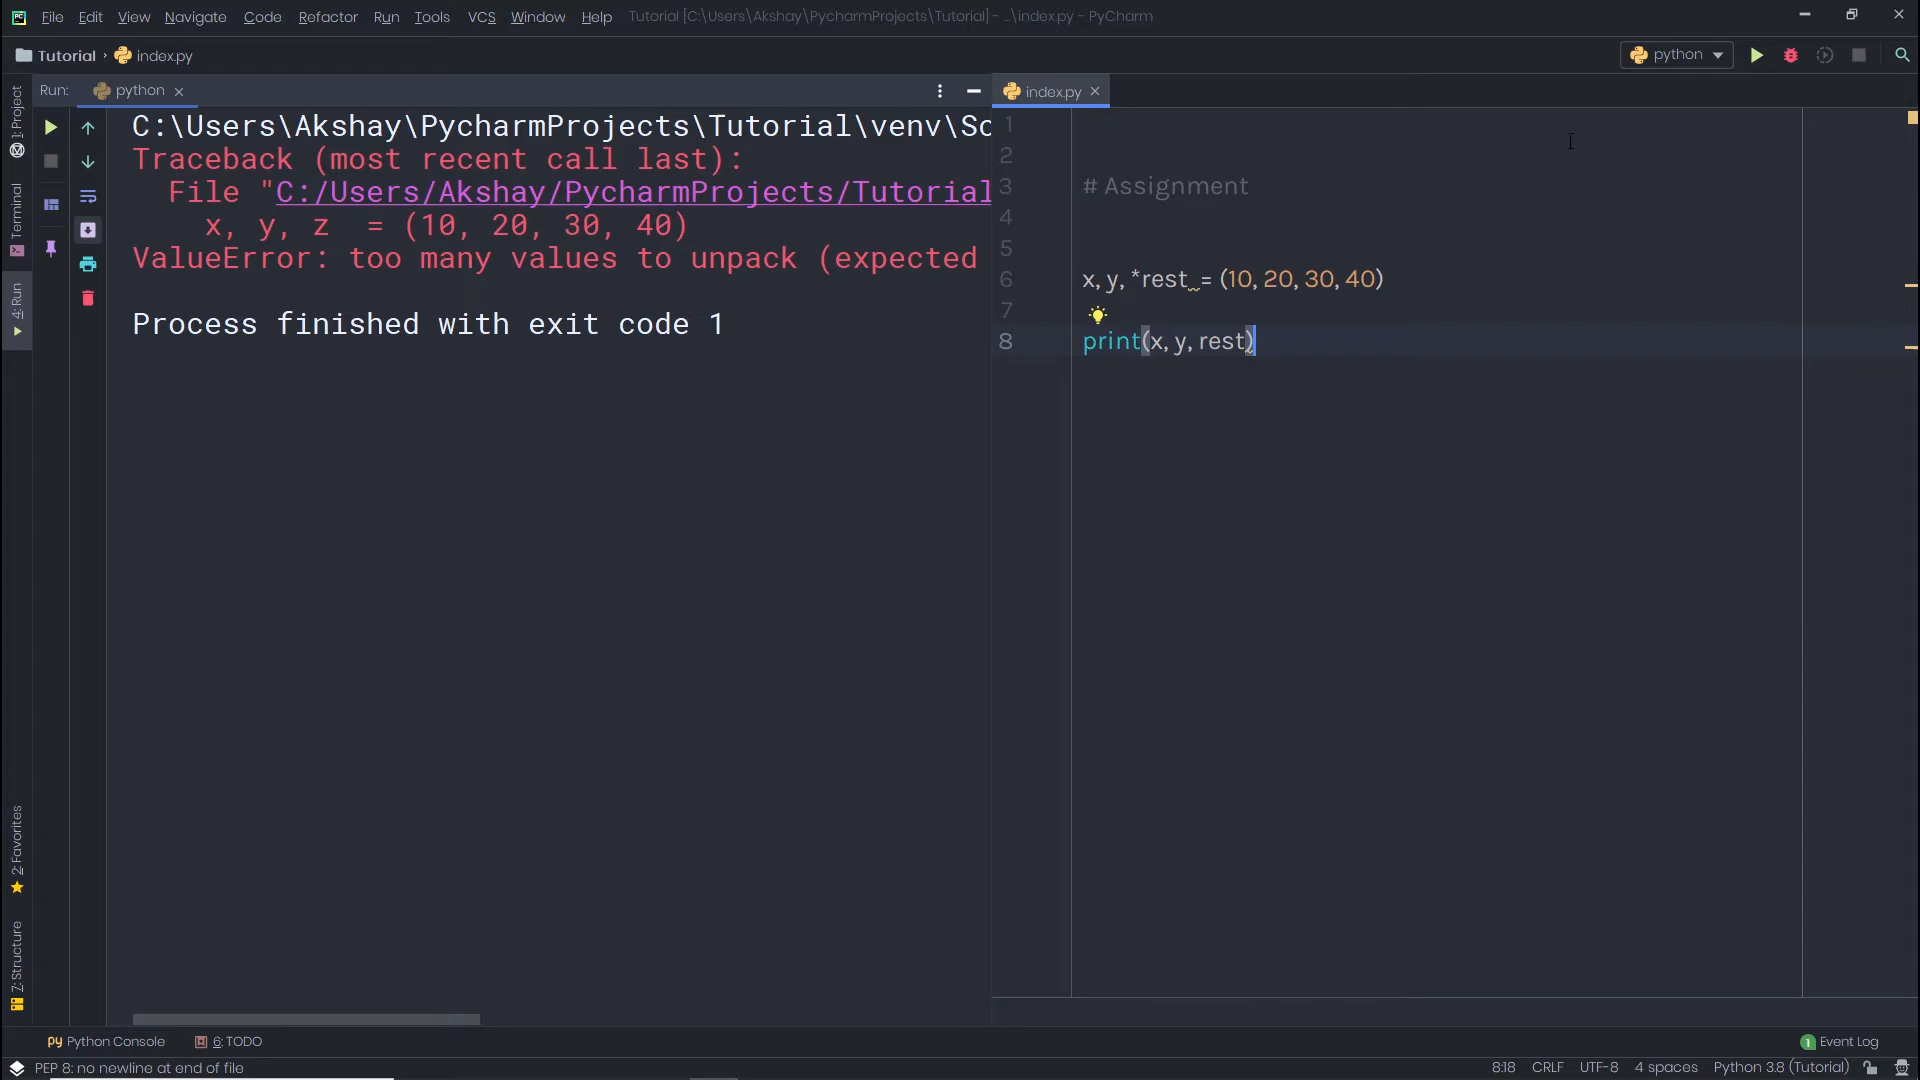 File Edit View Navigate Code Refactor Run Tools VCS Window Help Tutorial [C:\Users\Akshay\PycharmProjects\Tutorial] - ...\index.py - PyCharm
Tutorial index.py
python
Run: python
index.py
1: Project
Terminal
4: Run
2: Favorites
7: Structure
C:\Users\Akshay\PycharmProjects\Tutorial\venv\Sc
Traceback (most recent call last):
File "C:/Users/Akshay/PycharmProjects/Tutorial
x, y, z  = (10, 20, 30, 40)
ValueError: too many values to unpack (expected
Process finished with exit code 1
1
2
3 # Assignment
4
5
6 x, y, *rest = (10, 20, 30, 40)
7
8 print(x, y, rest)
Python Console 6: TODO
1 Event Log
PEP 8: no newline at end of file
8:18 CRLF UTF-8 4 spaces Python 3.8 (Tutorial)